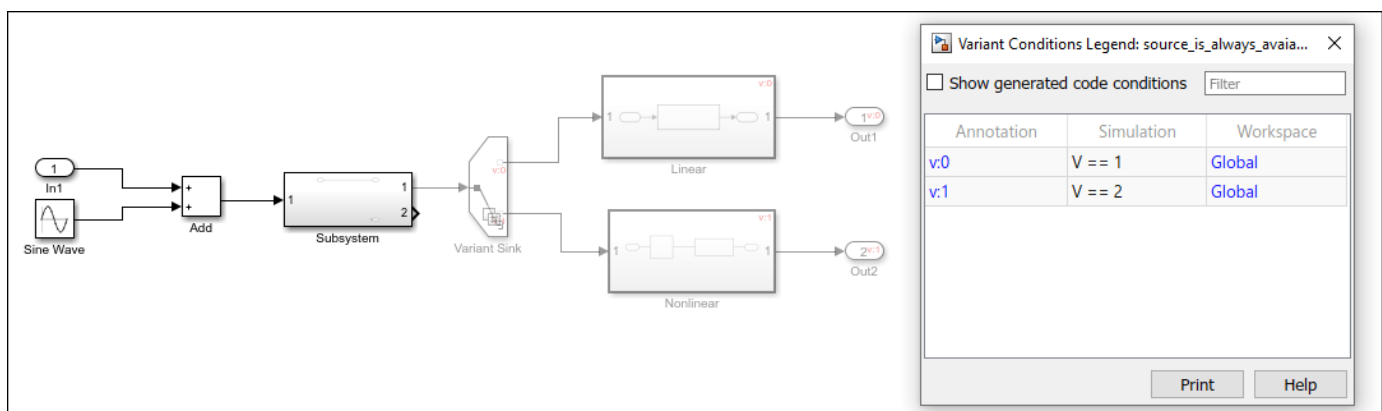 Variant Conditions Legend: source_is_always_avaia...
Show generated code conditions
Filter
Annotation Simulation Workspace
v:0 V == 1 Global
v:1 V == 2 Global
Print Help
1
In1
Sine Wave
+
+
Add
1
1
2
Subsystem
v:0
Variant Sink
v:0
1
1
Linear
1 v:0
Out1
v:1
1
1
Nonlinear
2 v:1
Out2